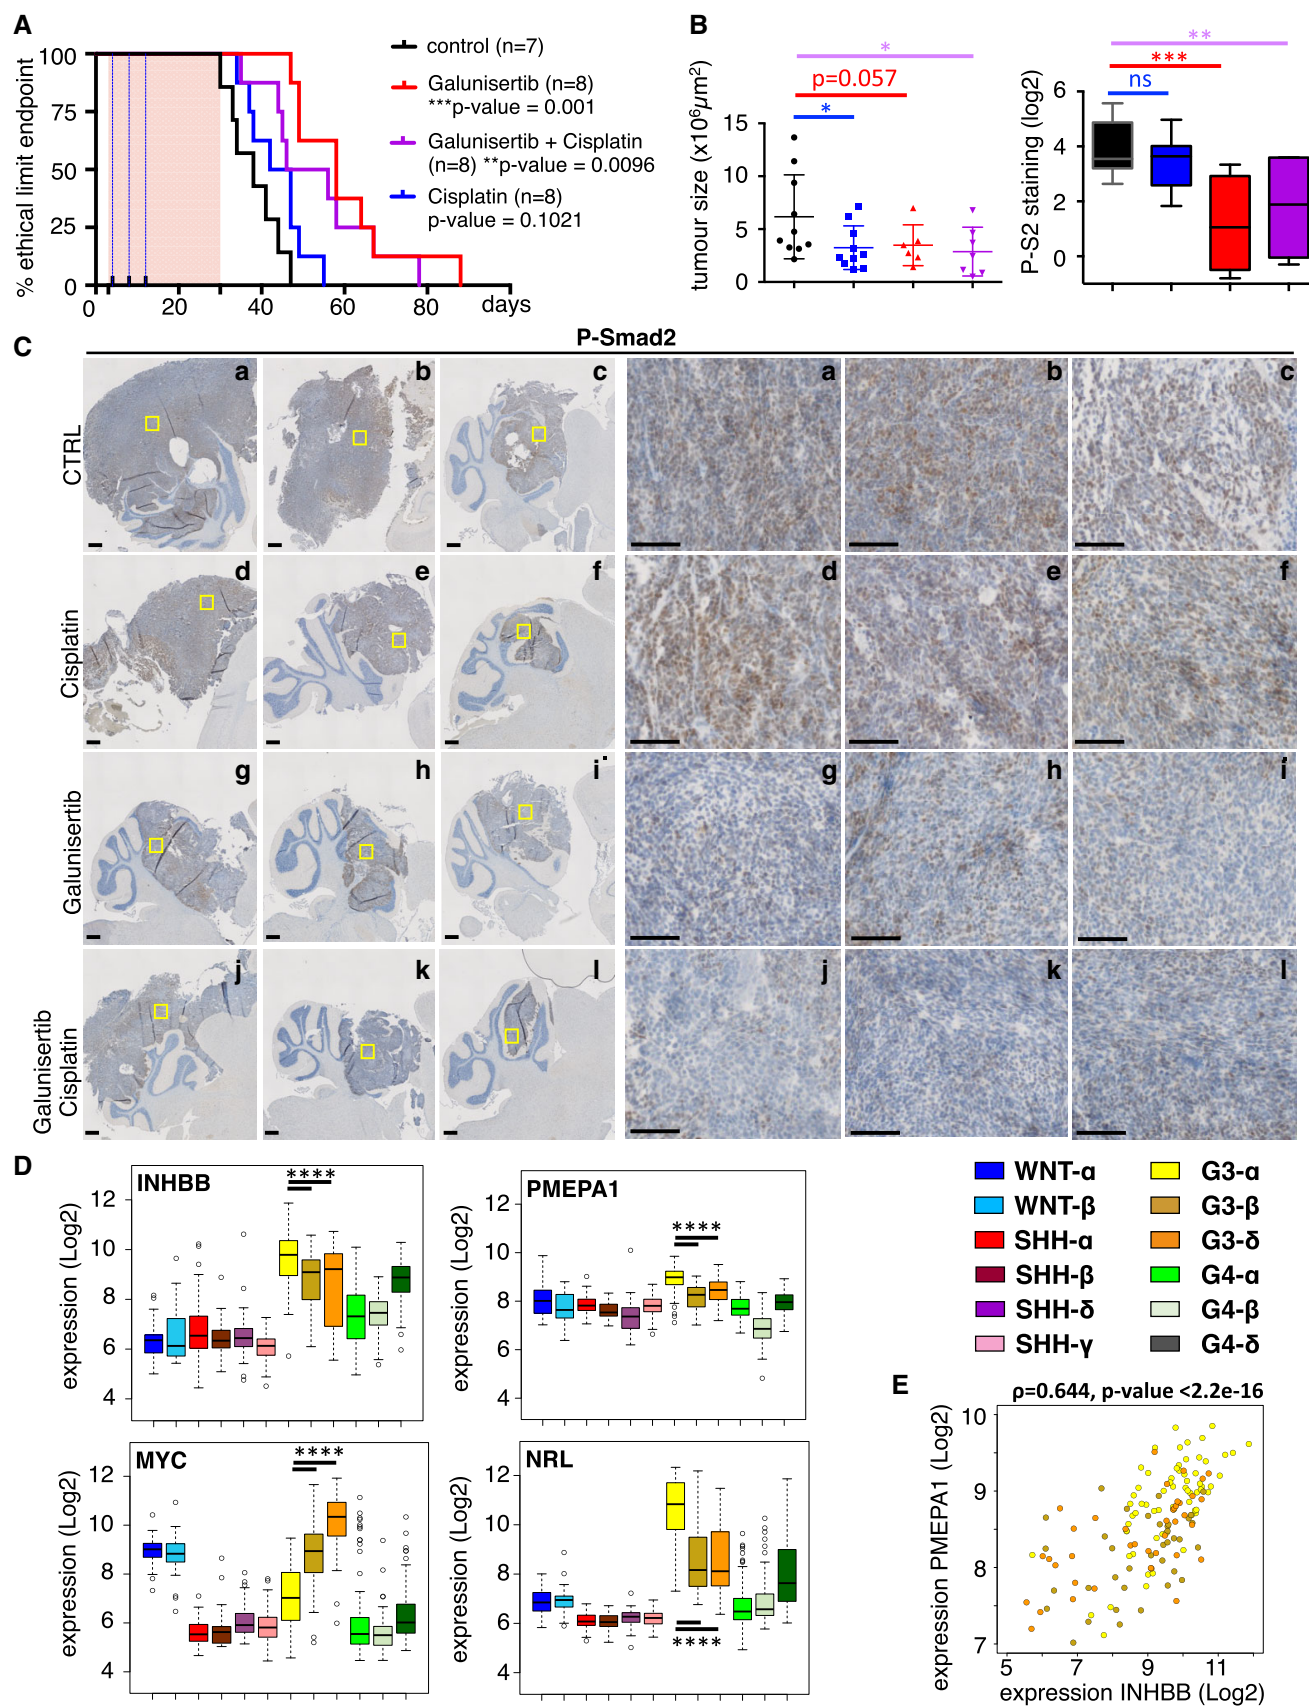 A
% ethical limit endpoint
100
75
50
25
0
0
20
40
60
80
days
control (n=7)
Galunisertib (n=8)
***p-value = 0.001
Galunisertib + Cisplatin
(n=8) **p-value = 0.0096
Cisplatin (n=8)
p-value = 0.1021
B
tumour size (x10⁶µm²)
15
10
5
0
*
p=0.057
*
P-S2 staining (log2)
6
4
2
0
**
***
ns
C
P-Smad2
CTRL
a
b
c
a
b
c
Cisplatin
d
e
f
d
e
f
Galunisertib
g
h
i
g
h
i
Galunisertib
Cisplatin
j
k
l
j
k
l
D
INHBB
expression (Log2)
12
10
8
6
4
****
PMEPA1
expression (Log2)
12
10
8
6
4
****
MYC
expression (Log2)
12
10
8
6
4
****
NRL
expression (Log2)
12
10
8
6
4
****
WNT-α
WNT-β
SHH-α
SHH-β
SHH-δ
SHH-γ
G3-α
G3-β
G3-δ
G4-α
G4-β
G4-δ
E
ρ=0.644, p-value <2.2e-16
expression PMEPA1 (Log2)
10
9
8
7
5
7
9
11
expression INHBB (Log2)